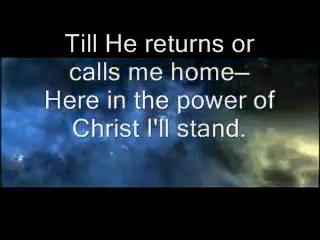 Till He returns or
calls me home–
Here in the power of
Christ I'll stand.